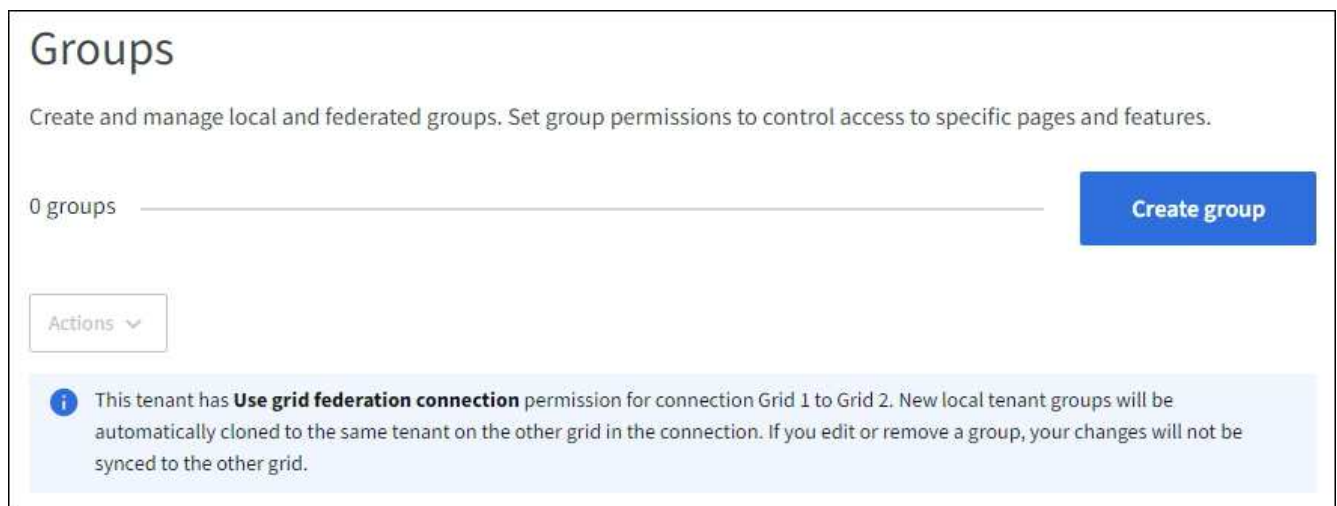 Groups
Create and manage local and federated groups. Set group permissions to control access to specific pages and features.
0 groups
Create group
Actions
This tenant has Use grid federation connection permission for connection Grid 1 to Grid 2. New local tenant groups will be
automatically cloned to the same tenant on the other grid in the connection. If you edit or remove a group, your changes will not be
synced to the other grid.